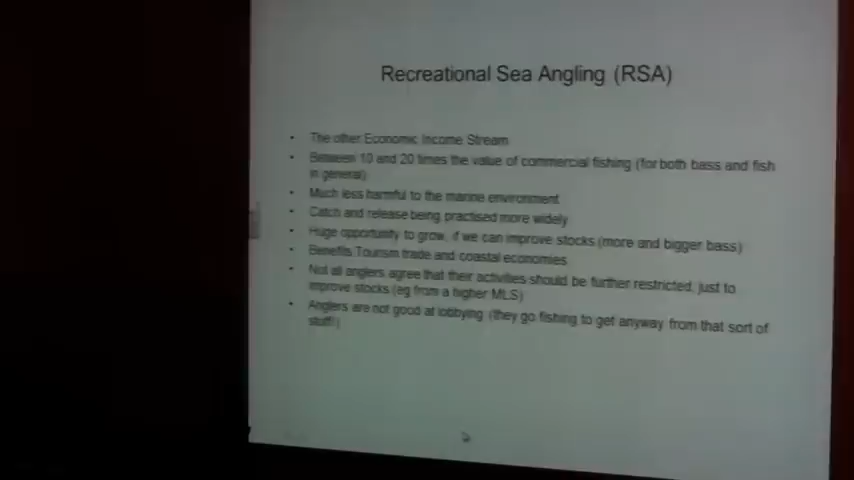 Recreational Sea Angling (RSA)
• The other Economic Income Stream
• Between 10 and 20 times the value of commercial fishing (for both bass and fish
in general)
• Much less harmful to the marine environment
• Catch and release being practised more widely
• Huge opportunity to grow, if we can improve stocks (more and bigger bass)
• Benefits Tourism trade and coastal economies
• Not all anglers agree that their activities should be further restricted, just to
improve stocks (eg from a higher MLS)
• Anglers are not good at lobbying (they go fishing to get anyway from that sort of
stuff!)